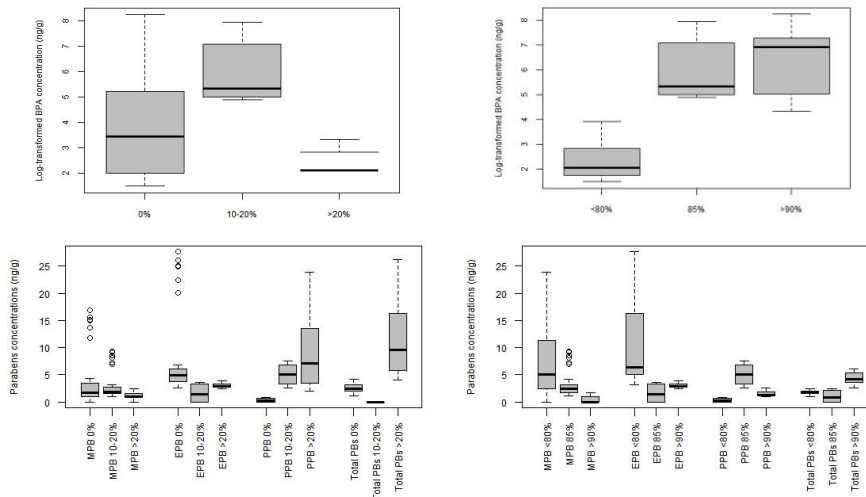 Log-transformed BPA concentration (ng/g)
8
7
6
5
4
3
2
0%
10-20%
>20%
Log-transformed BPA concentration (ng/g)
8
7
6
5
4
3
2
<80%
85%
>90%
Parabens concentrations (ng/g)
25
20
15
10
5
0
MPB 0%
MPB 10-20%
MPB >20%
EPB 0%
EPB 10-20%
EPB >20%
PPB 0%
PPB 10-20%
PPB >20%
Total PBs 0%
Total PBs 10-20%
Total PBs >20%
Parabens concentrations (ng/g)
25
20
15
10
5
0
MPB <80%
MPB 85%
MPB >90%
EPB <80%
EPB 85%
EPB >90%
PPB <80%
PPB 85%
PPB >90%
Total PBs <80%
Total PBs 85%
Total PBs >90%